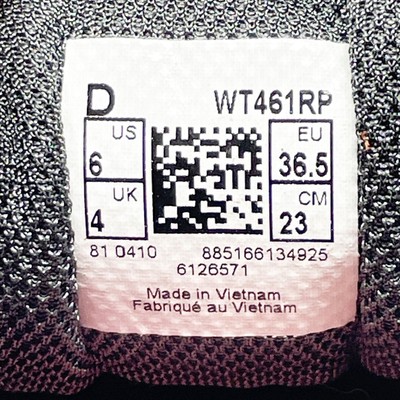 D WT461RP
US EU
6 36.5
UK CM
4 23
81 0410 885166134925
6126571
Made in Vietnam
Fabriqué au Vietnam